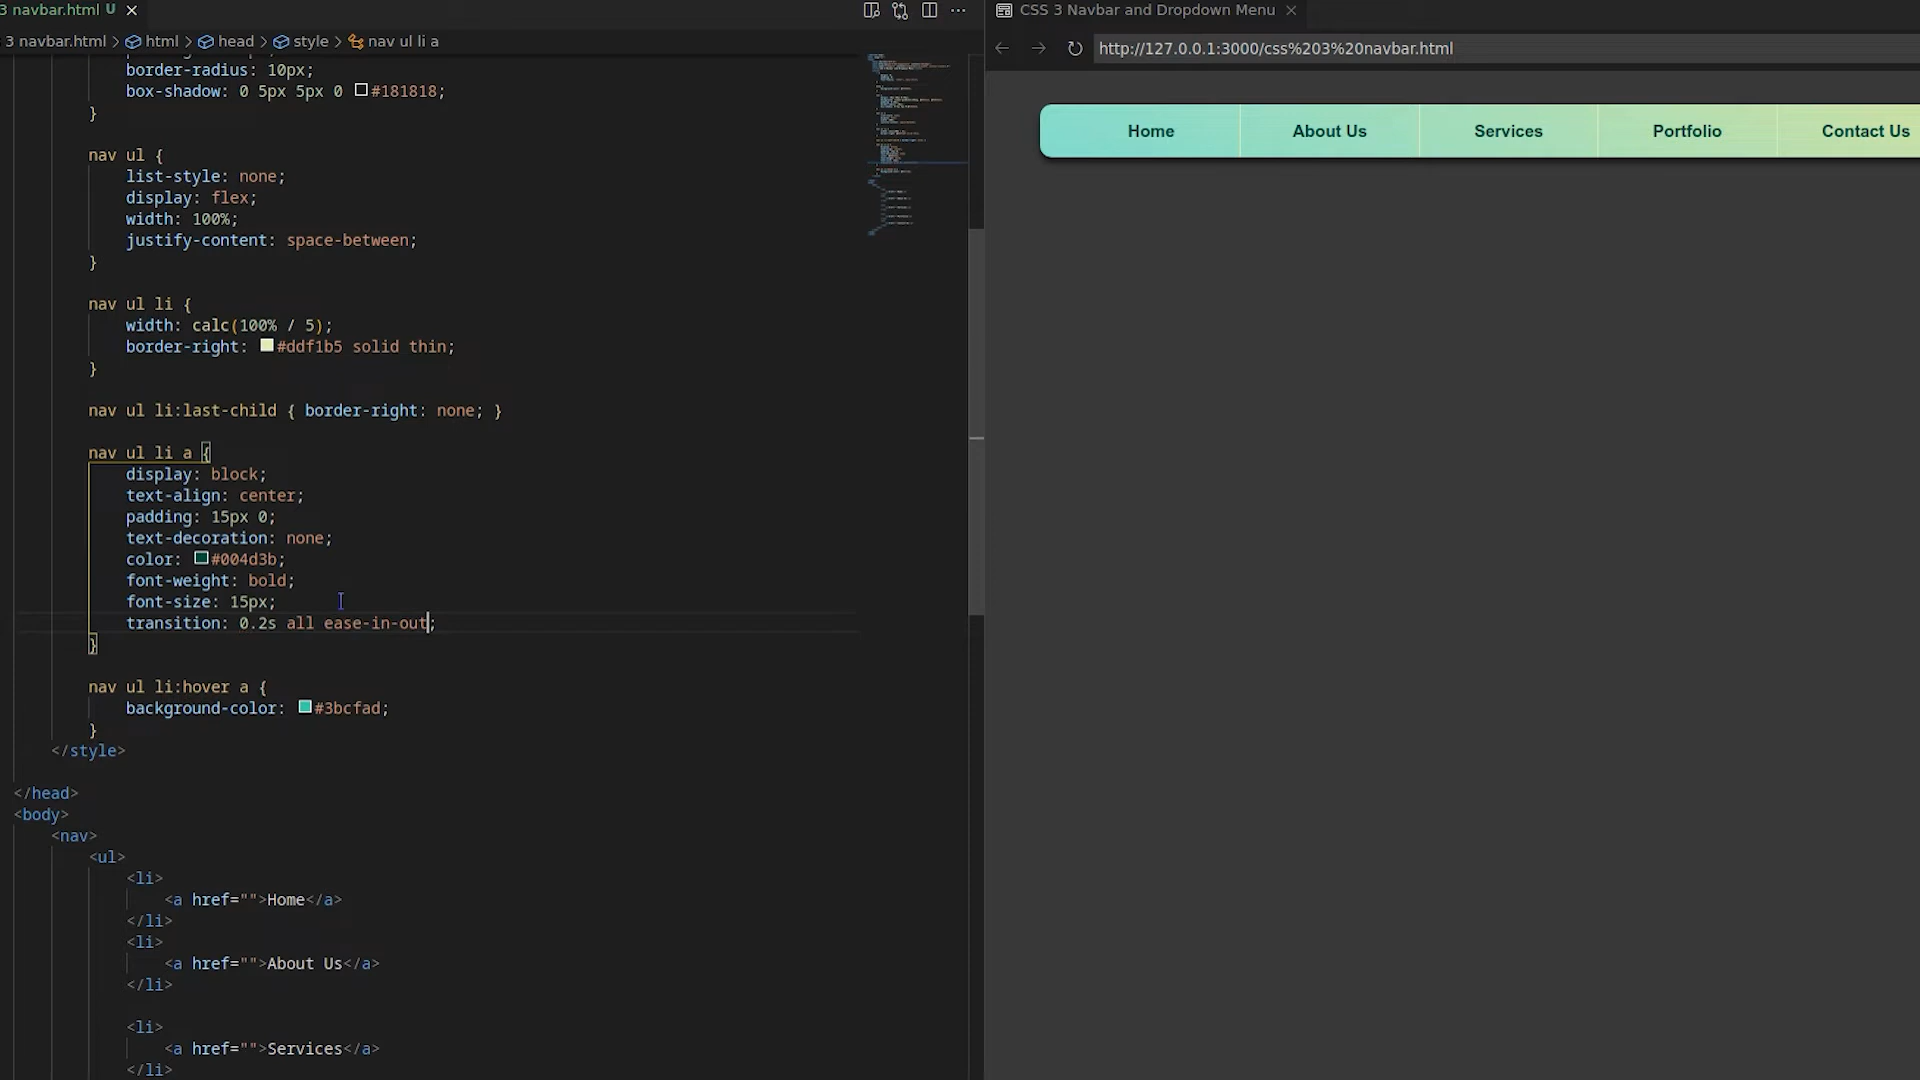 3 navbar.html U
3 navbar.html > html > head > style > nav ul li a
border-radius: 10px;
box-shadow: 0 5px 5px 0 #181818;
}
nav ul {
list-style: none;
display: flex;
width: 100%;
justify-content: space-between;
}
nav ul li {
width: calc(100% / 5);
border-right: #ddf1b5 solid thin;
}
nav ul li:last-child { border-right: none; }
nav ul li a {
display: block;
text-align: center;
padding: 15px 0;
text-decoration: none;
color: #004d3b;
font-weight: bold;
font-size: 15px;
transition: 0.2s all ease-in-out;
}
nav ul li:hover a {
background-color: #3bcfad;
}
</style>
</head>
<body>
<nav>
<ul>
<li>
<a href="">Home</a>
</li>
<li>
<a href="">About Us</a>
</li>
<li>
<a href="">Services</a>
</li>
CSS 3 Navbar and Dropdown Menu
http://127.0.0.1:3000/css%203%20navbar.html
Home About Us Services Portfolio Contact Us